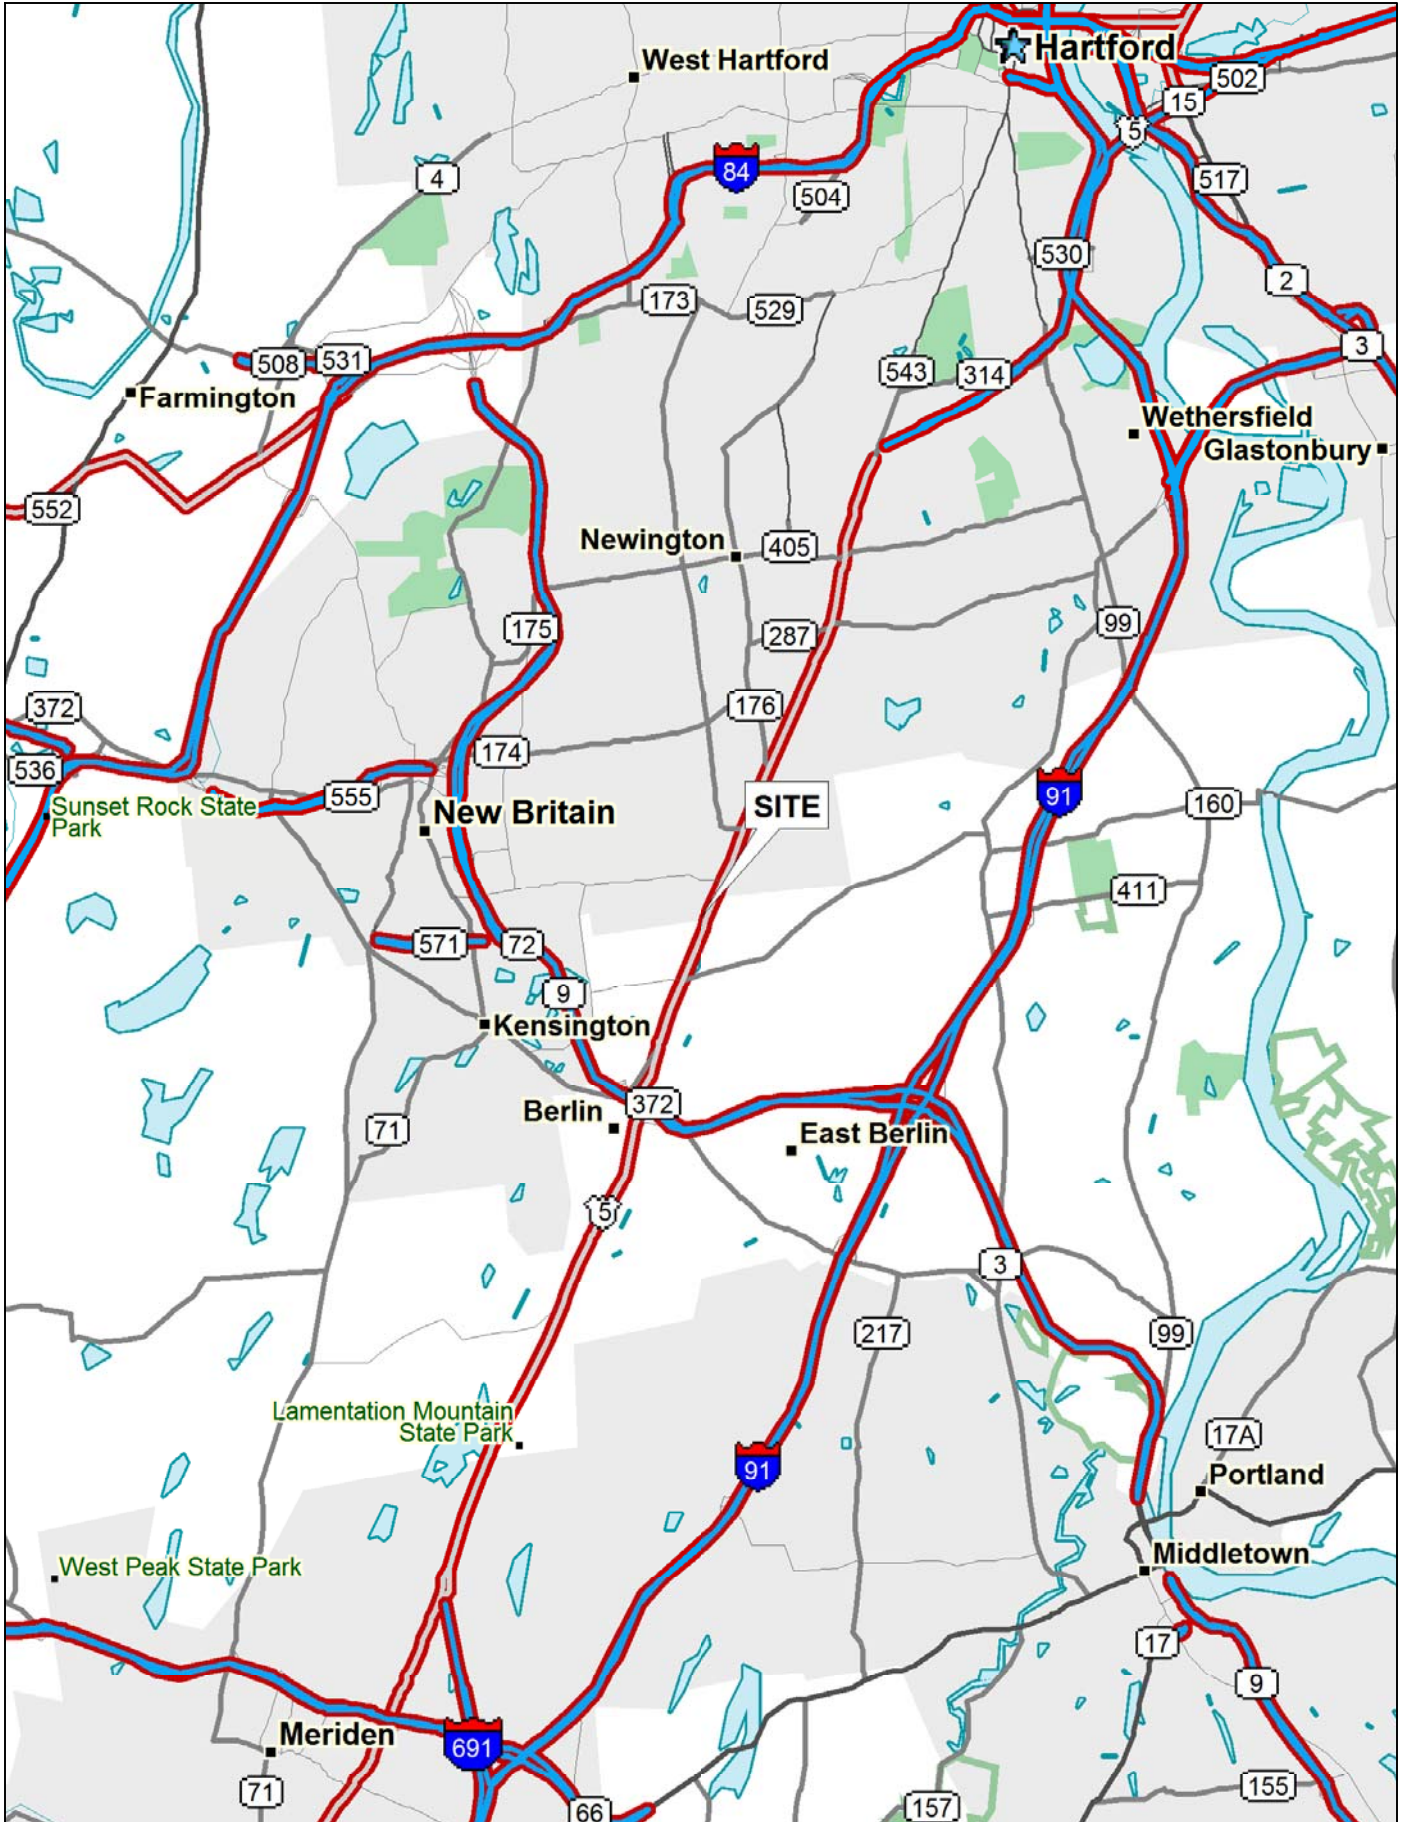 West Hartford
Hartford
502
15
5
4
84
504
517
530
2
173
529
3
508
531
543
314
Farmington
Wethersfield
Glastonbury
552
Newington
405
175
287
99
372
176
174
536
555
SITE
91
160
Sunset Rock State
Park
New Britain
411
571
72
9
Kensington
Berlin
372
71
East Berlin
5
3
217
99
Lamentation Mountain
State Park
17A
91
Portland
Middletown
West Peak State Park
17
9
Meriden
691
71
66
157
155